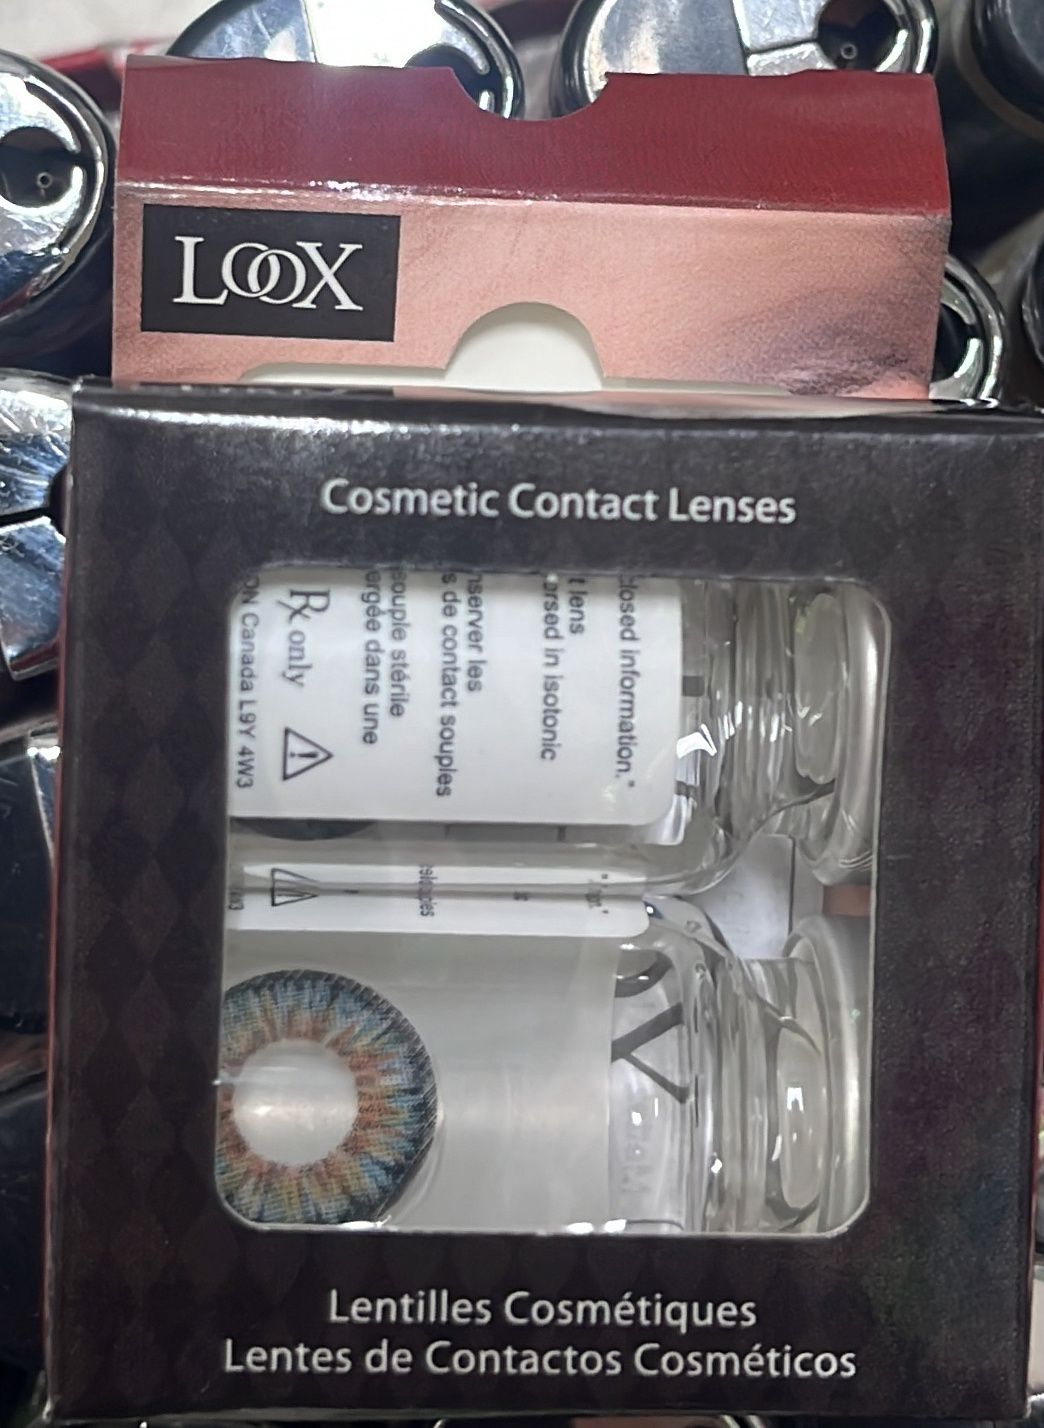 LOOX
Cosmetic Contact Lenses
closed information."
t lens
ersed in isotonic
nserver les
s de contact souples
souple stérile
ergée dans une
Rx only
ON Canada L9Y 4W3
Lentilles Cosmétiques
Lentes de Contactos Cosméticos